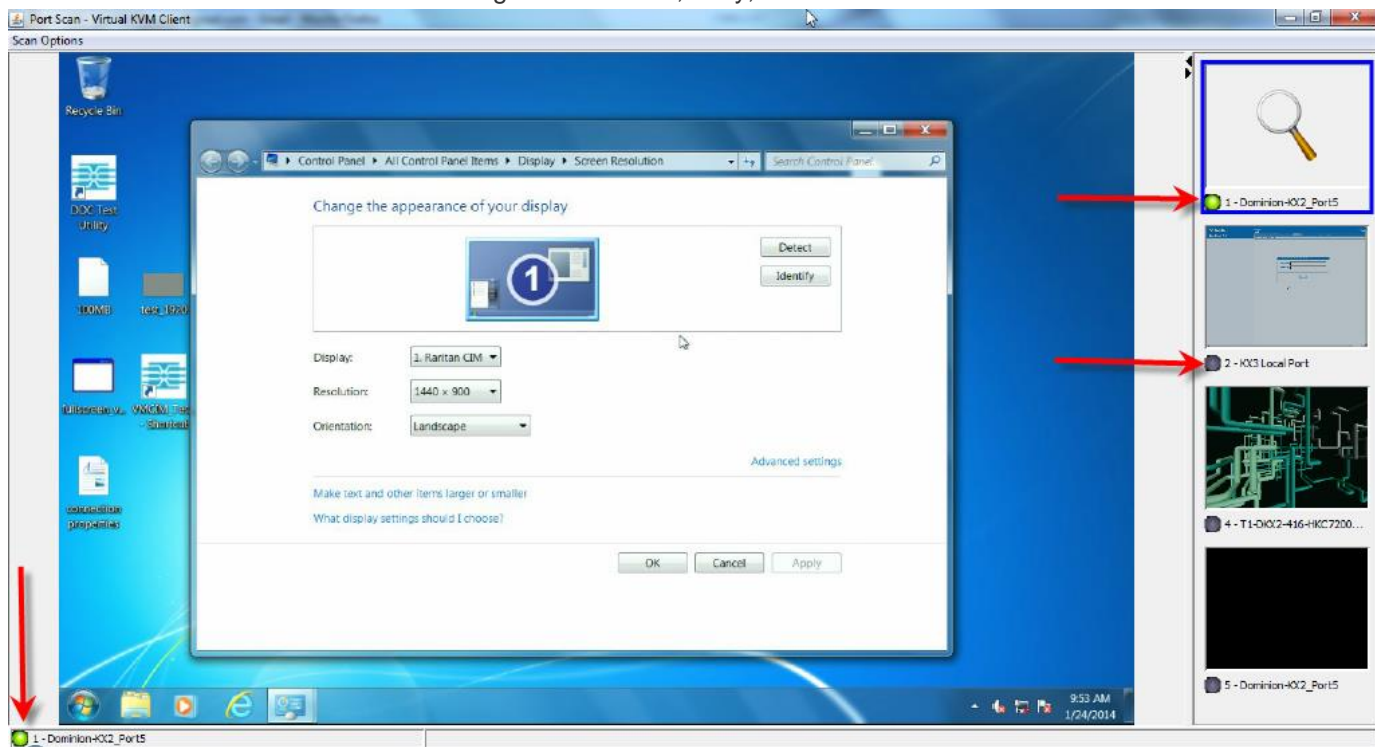 Port Scan - Virtual KVM Client
Scan Options
Recycle Bin
DDC Test
Utility
100MB
VMCIM Test
- Shortcut
connection
properties
Control Panel ▸ All Control Panel Items ▸ Display ▸ Screen Resolution
Search Control Panel
Change the appearance of your display
1
Detect
Identify
Display:
1. Raritan CIM
Resolution:
1440 × 900
Orientation:
Landscape
Advanced settings
Make text and other items larger or smaller
What display settings should I choose?
OK
Cancel
Apply
9:53 AM
1/24/2014
1 - Dominion-KX2_Port5
2 - KX3 Local Port
4 - T1-DKX2-416-HKC7200...
5 - Dominion-KX2_Port5
1 - Dominion-KX2_Port5